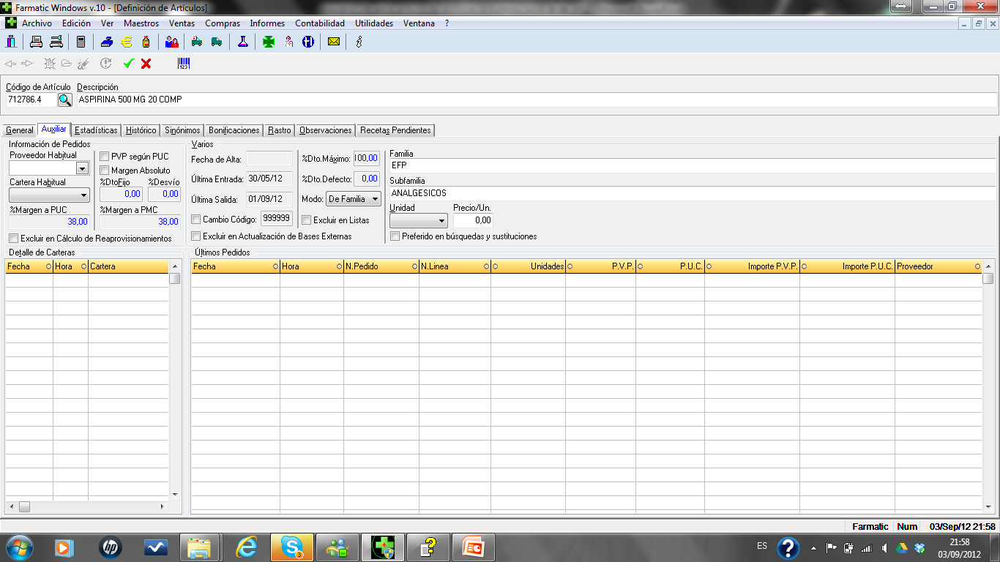 Farmatic Windows v.10 - [Definición de Artículos]
Archivo Edición Ver Maestros Ventas Compras Informes Contabilidad Utilidades Ventana ?
Código de Artículo Descripción
712786.4 ASPIRINA 500 MG 20 COMP
General Auxiliar Estadísticas Histórico Sinónimos Bonificaciones Rastro Observaciones Recetas Pendientes
Información de Pedidos
Proveedor Habitual
PVP según PUC
Margen Absoluto
Cartera Habitual
%DtoFijo %Desvío
0,00 0,00
%Margen a PUC %Margen a PMC
38,00 38,00
Excluir en Cálculo de Reaprovisionamientos
Varios
Fecha de Alta:
Última Entrada: 30/05/12
Última Salida: 01/09/12
Cambio Código: 999999
Excluir en Actualización de Bases Externas
%Dto.Máximo: 100,00
%Dto.Defecto: 0,00
Modo: De Familia
Excluir en Listas
Familia
EFP
Subfamilia
ANALGESICOS
Unidad Precio/Un.
0,00
Preferido en búsquedas y sustituciones
Detalle de Carteras
Fecha Hora Cartera
Últimos Pedidos
Fecha Hora N.Pedido N.Linea Unidades P.V.P. P.U.C. Importe P.V.P. Importe P.U.C. Proveedor
Farmatic Num 03/Sep/12 21:58
ES
21:58
03/09/2012